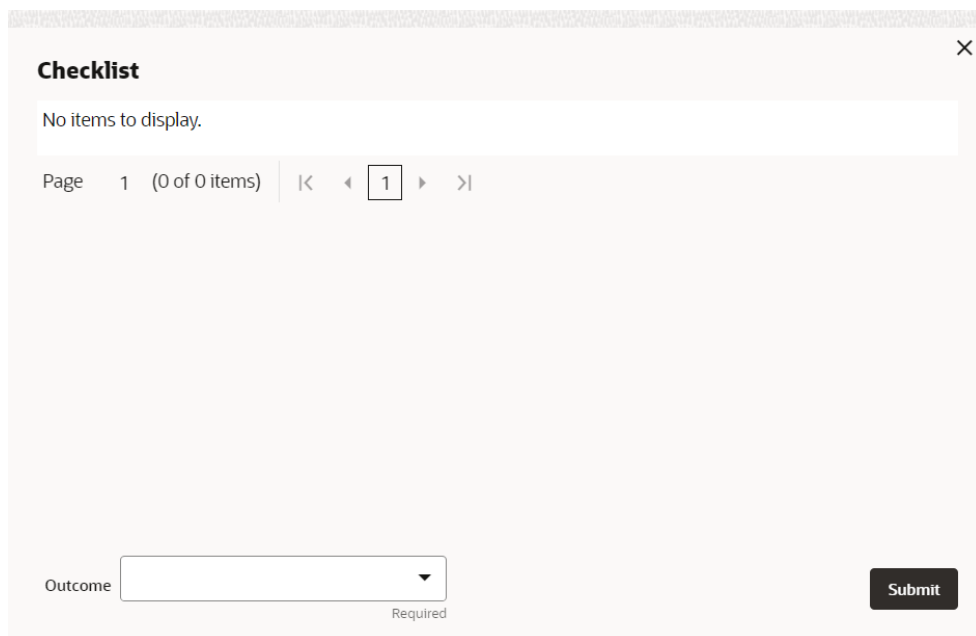 Checklist
No items to display.
Page 1 (0 of 0 items) 1
Outcome
Required
Submit